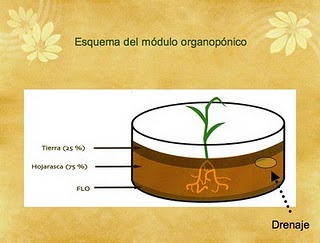 Esquema del módulo organopónico
Tierra (25 %)
Hojarasca (75 %)
FLO
Drenaje